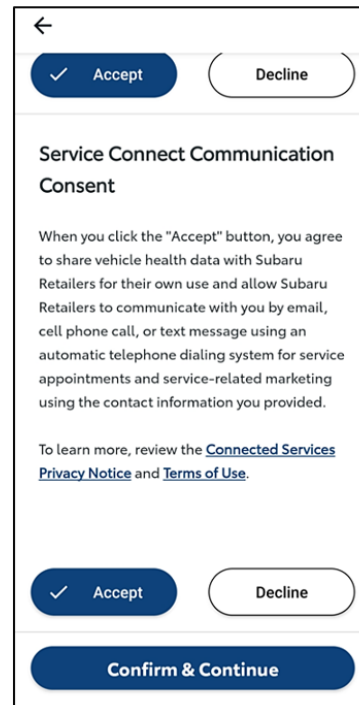 Accept Decline
Service Connect Communication
Consent
When you click the "Accept" button, you agree
to share vehicle health data with Subaru
Retailers for their own use and allow Subaru
Retailers to communicate with you by email,
cell phone call, or text message using an
automatic telephone dialing system for service
appointments and service-related marketing
using the contact information you provided.
To learn more, review the Connected Services
Privacy Notice and Terms of Use.
Accept Decline
Confirm & Continue